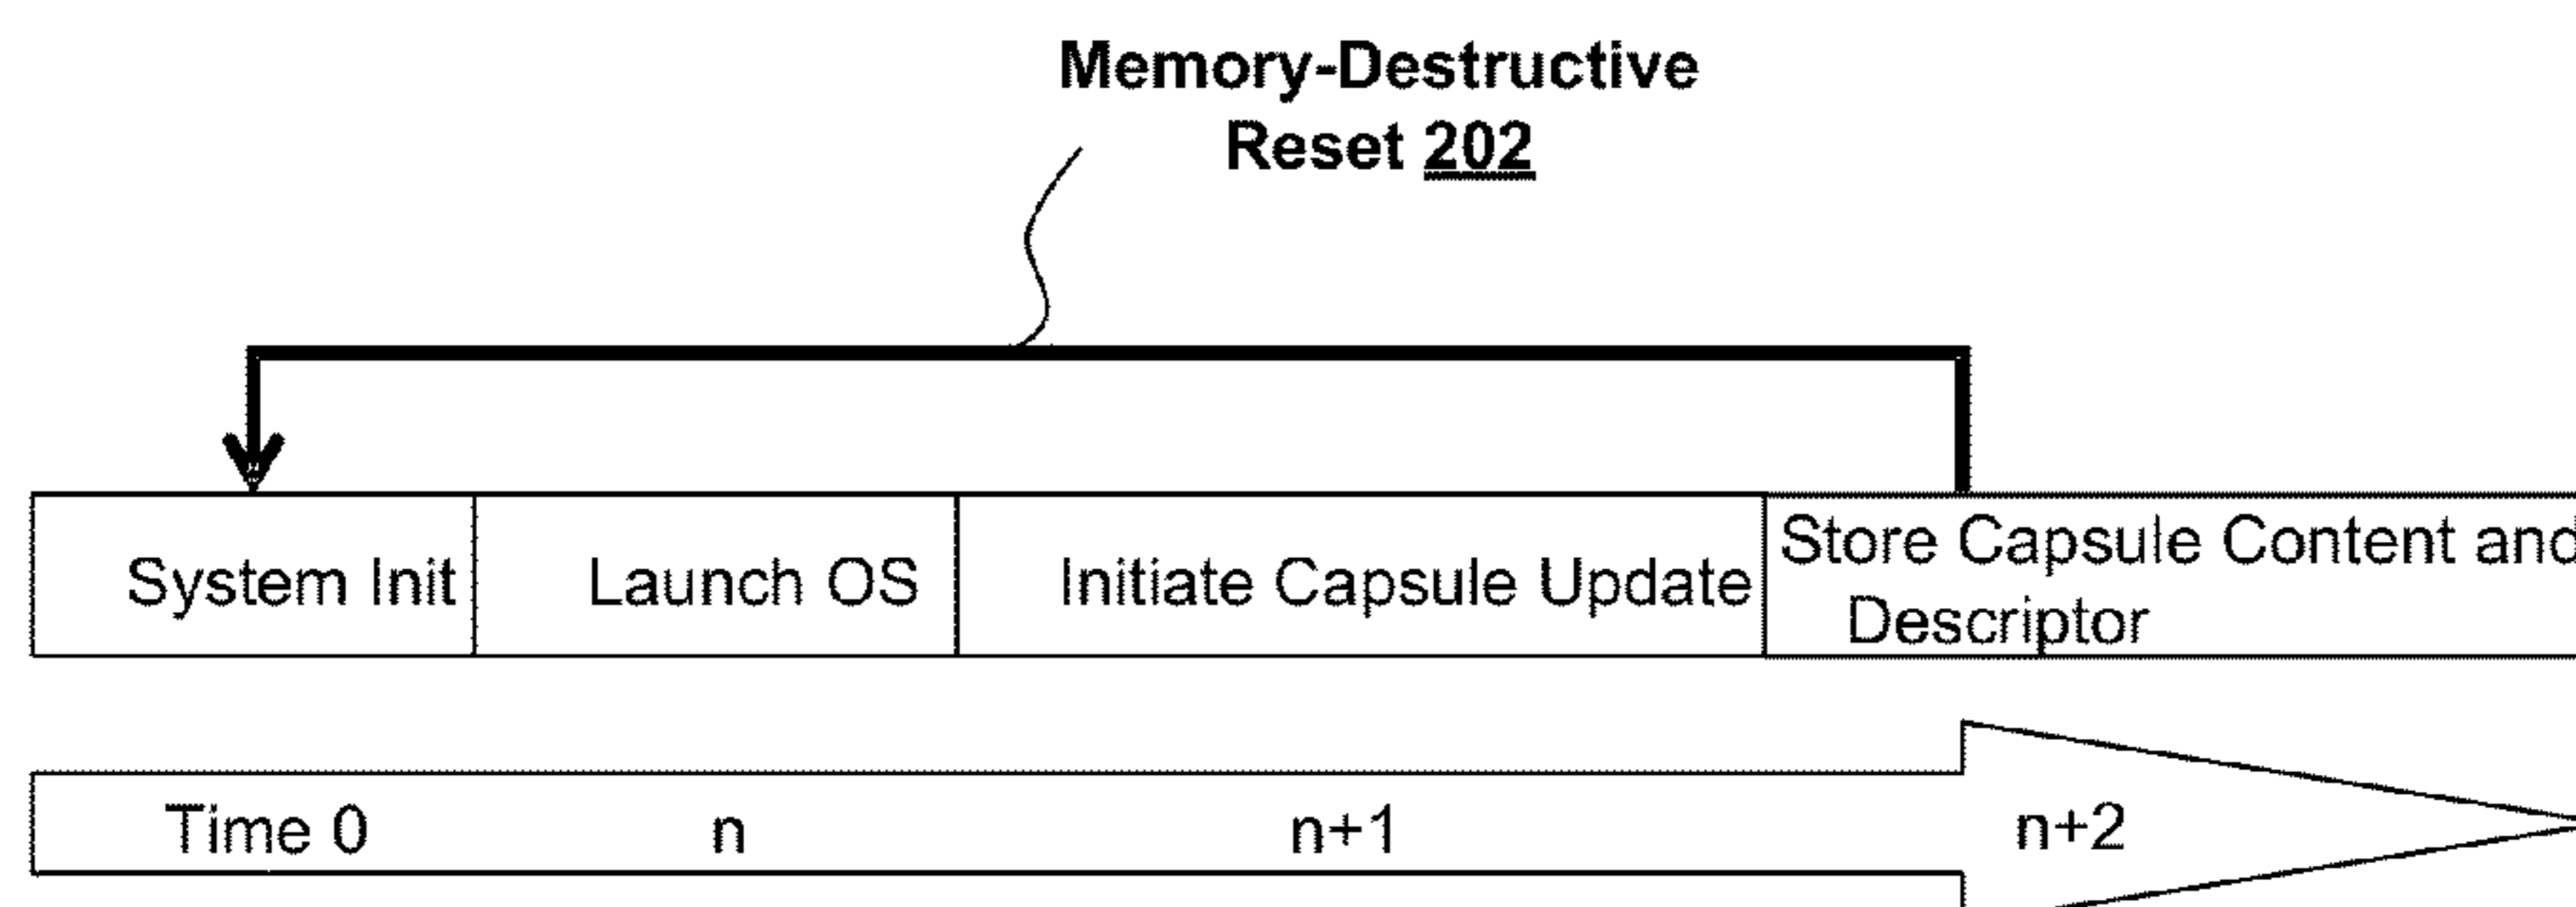 Memory-Destructive
Reset 202
System Init
Launch OS
Initiate Capsule Update
Store Capsule Content and
Descriptor
Time 0
n
n+1
n+2